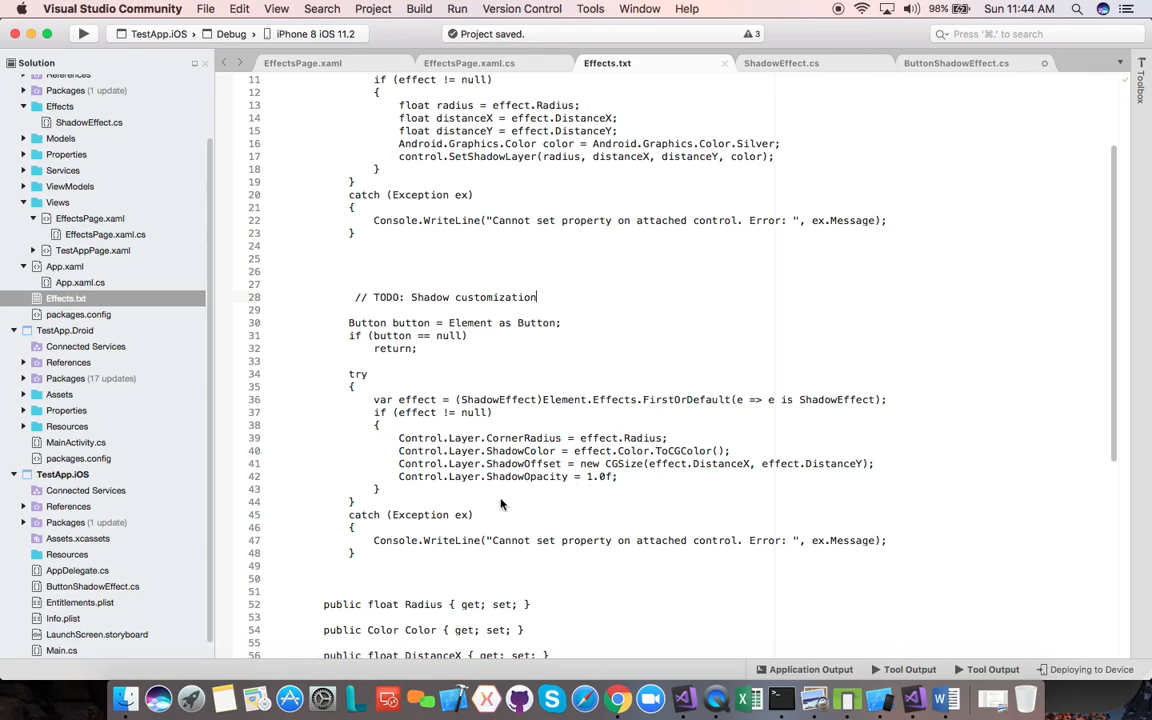 Visual Studio Community File Edit View Search Project Build Run Version Control Tools Window Help 98% Sun 11:44 AM
TestApp.iOS Debug iPhone 8 iOS 11.2 Project saved. 3 Press ‘⌘.’ to search
Solution
EffectsPage.xaml EffectsPage.xaml.cs Effects.txt ShadowEffect.cs ButtonShadowEffect.cs
Toolbox
References
Packages (1 update)
Effects
ShadowEffect.cs
Models
Properties
Services
ViewModels
Views
EffectsPage.xaml
EffectsPage.xaml.cs
TestAppPage.xaml
App.xaml
App.xaml.cs
Effects.txt
packages.config
TestApp.Droid
Connected Services
References
Packages (17 updates)
Assets
Properties
Resources
MainActivity.cs
packages.config
TestApp.iOS
Connected Services
References
Packages (1 update)
Assets.xcassets
Resources
AppDelegate.cs
ButtonShadowEffect.cs
Entitlements.plist
Info.plist
LaunchScreen.storyboard
Main.cs
11 if (effect != null)
12 {
13 float radius = effect.Radius;
14 float distanceX = effect.DistanceX;
15 float distanceY = effect.DistanceY;
16 Android.Graphics.Color color = Android.Graphics.Color.Silver;
17 control.SetShadowLayer(radius, distanceX, distanceY, color);
18 }
19 }
20 catch (Exception ex)
21 {
22 Console.WriteLine("Cannot set property on attached control. Error: ", ex.Message);
23 }
24
25
26
27
28 // TODO: Shadow customization
29
30 Button button = Element as Button;
31 if (button == null)
32 return;
33
34 try
35 {
36 var effect = (ShadowEffect)Element.Effects.FirstOrDefault(e => e is ShadowEffect);
37 if (effect != null)
38 {
39 Control.Layer.CornerRadius = effect.Radius;
40 Control.Layer.ShadowColor = effect.Color.ToCGColor();
41 Control.Layer.ShadowOffset = new CGSize(effect.DistanceX, effect.DistanceY);
42 Control.Layer.ShadowOpacity = 1.0f;
43 }
44 }
45 catch (Exception ex)
46 {
47 Console.WriteLine("Cannot set property on attached control. Error: ", ex.Message);
48 }
49
50
51
52 public float Radius { get; set; }
53
54 public Color Color { get; set; }
55
56 public float DistanceX { get; set; }
Application Output Tool Output Tool Output Deploying to Device